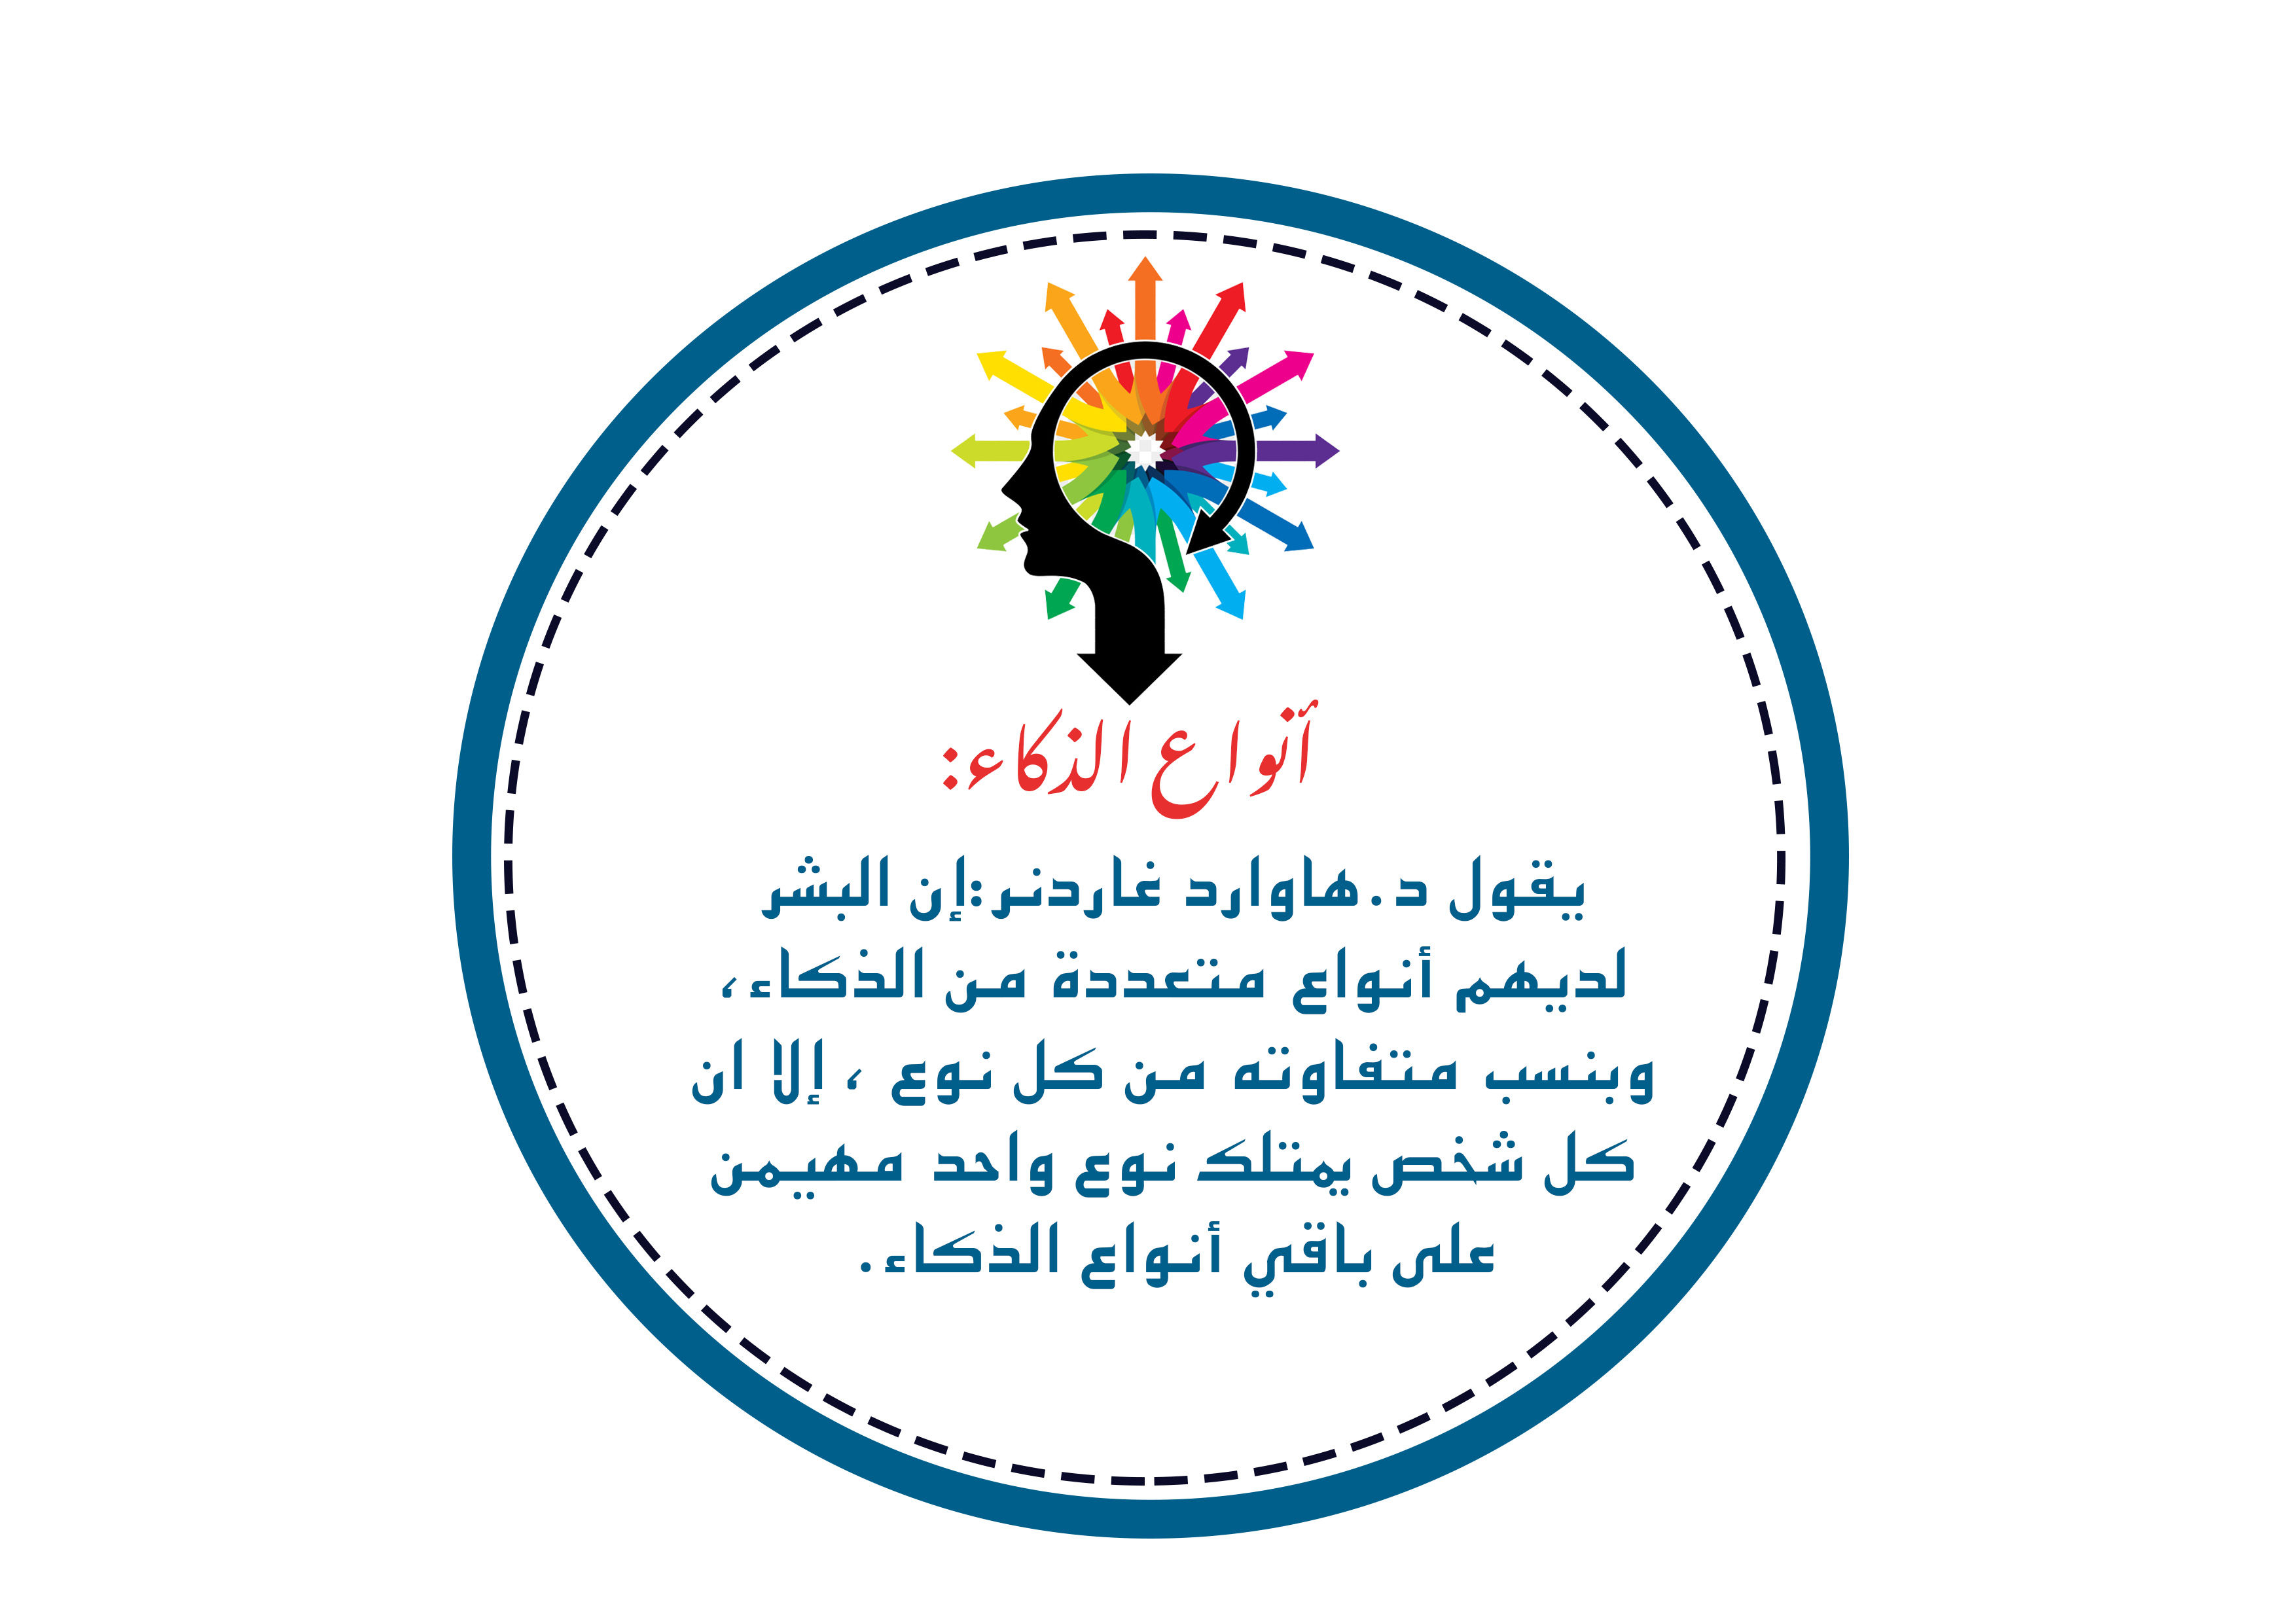 أنواع الذكاء:
يقول د.هاوارد غاردنر:إن البشر
لديهم أنواع متعددة من الذكاء،
وبنسب متفاوته من كل نوع ، إلا ان
كل شخص يمتلك نوع واحد مهيمن
على باقي أنواع الذكاء.